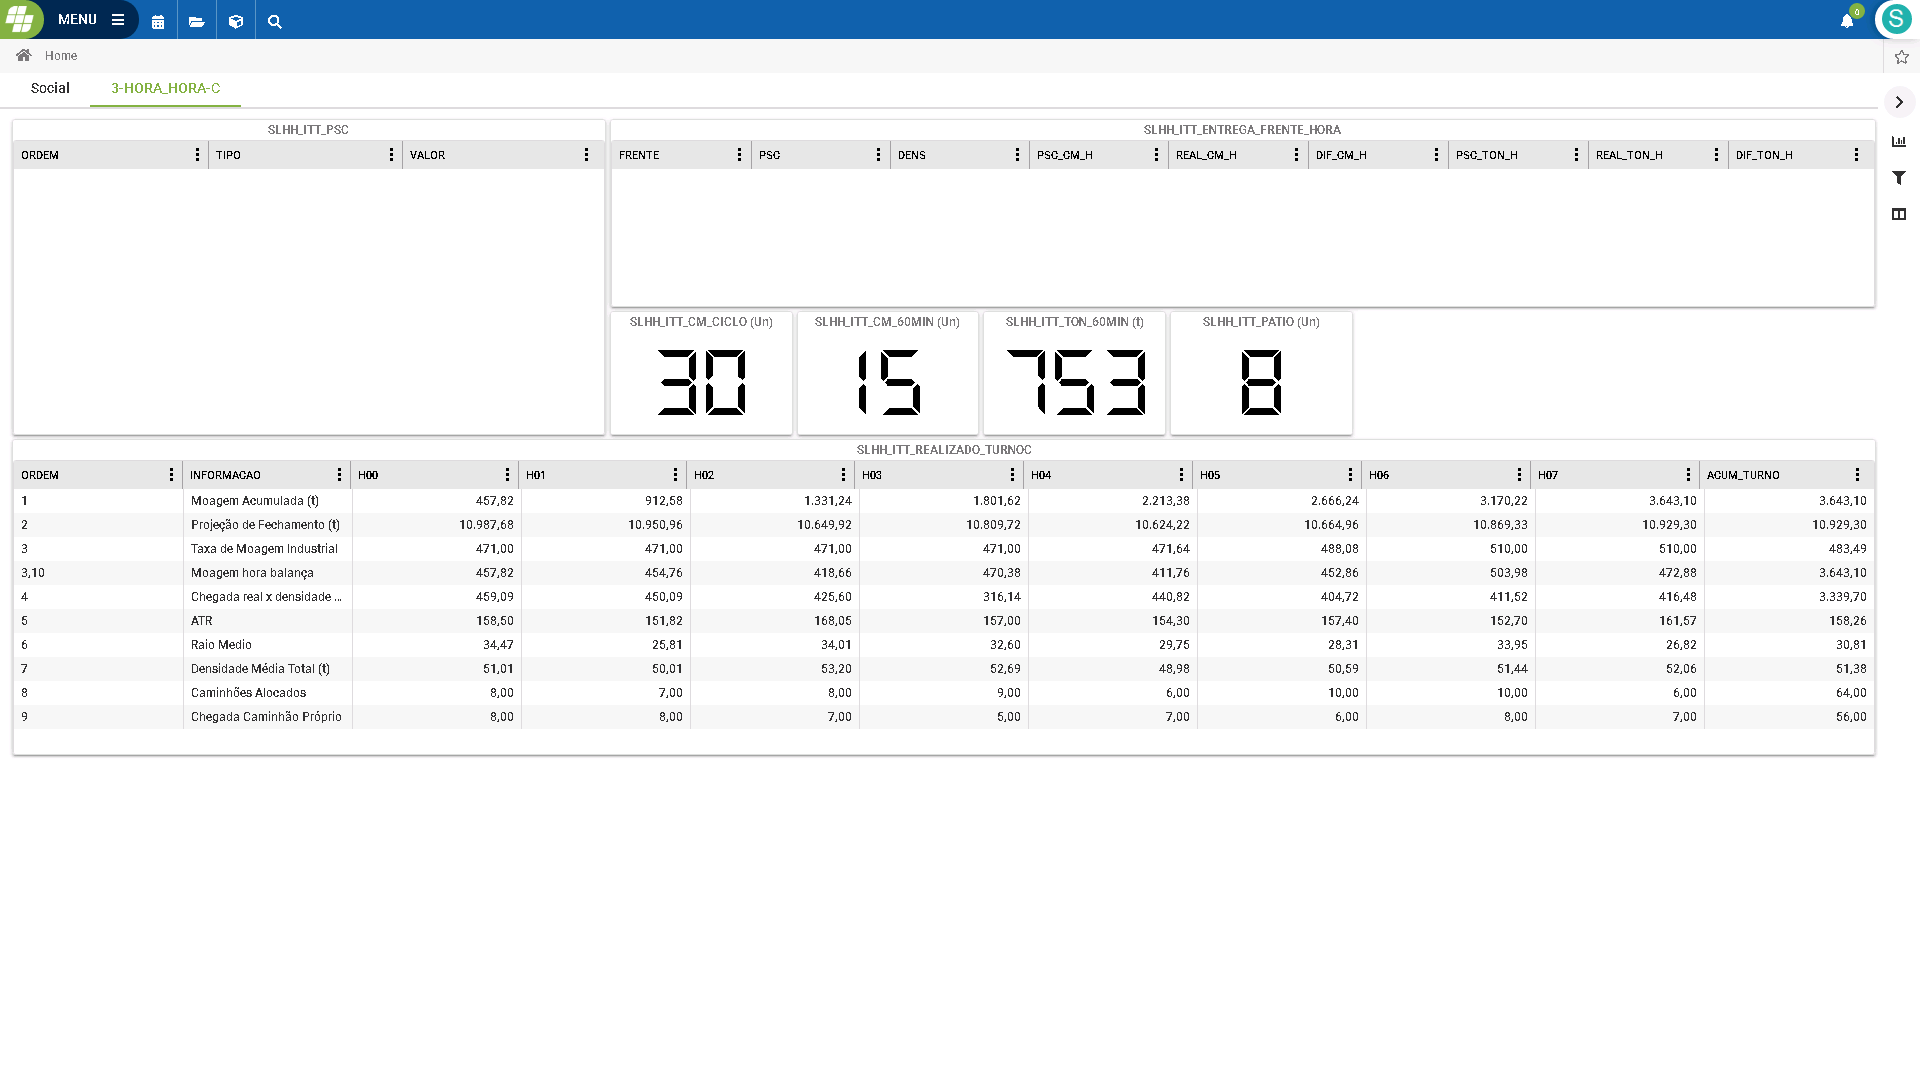 MENU
0
S
Home
Social 3-HORA_HORA-C
SLHH_ITT_PSC
ORDEM TIPO VALOR
SLHH_ITT_ENTREGA_FRENTE_HORA
FRENTE PSC DENS PSC_CM_H REAL_CM_H DIF_CM_H PSC_TON_H REAL_TON_H DIF_TON_H
SLHH_ITT_CM_CICLO (Un) SLHH_ITT_CM_60MIN (Un) SLHH_ITT_TON_60MIN (t) SLHH_ITT_PATIO (Un)
30 15 753 8
SLHH_ITT_REALIZADO_TURNOC
ORDEM INFORMACAO H00 H01 H02 H03 H04 H05 H06 H07 ACUM_TURNO
1 Moagem Acumulada (t) 457,82 912,58 1.331,24 1.801,62 2.213,38 2.666,24 3.170,22 3.643,10 3.643,10
2 Projeção de Fechamento (t) 10.987,68 10.950,96 10.649,92 10.809,72 10.624,22 10.664,96 10.869,33 10.929,30 10.929,30
3 Taxa de Moagem Industrial 471,00 471,00 471,00 471,00 471,64 488,08 510,00 510,00 483,49
3,10 Moagem hora balança 457,82 454,76 418,66 470,38 411,76 452,86 503,98 472,88 3.643,10
4 Chegada real x densidade ... 459,09 450,09 425,60 316,14 440,82 404,72 411,52 416,48 3.339,70
5 ATR 158,50 151,82 168,05 157,00 154,30 157,40 152,70 161,57 158,26
6 Raio Medio 34,47 25,81 34,01 32,60 29,75 28,31 33,95 26,82 30,81
7 Densidade Média Total (t) 51,01 50,01 53,20 52,69 48,98 50,59 51,44 52,06 51,38
8 Caminhões Alocados 8,00 7,00 8,00 9,00 6,00 10,00 10,00 6,00 64,00
9 Chegada Caminhão Próprio 8,00 8,00 7,00 5,00 7,00 6,00 8,00 7,00 56,00